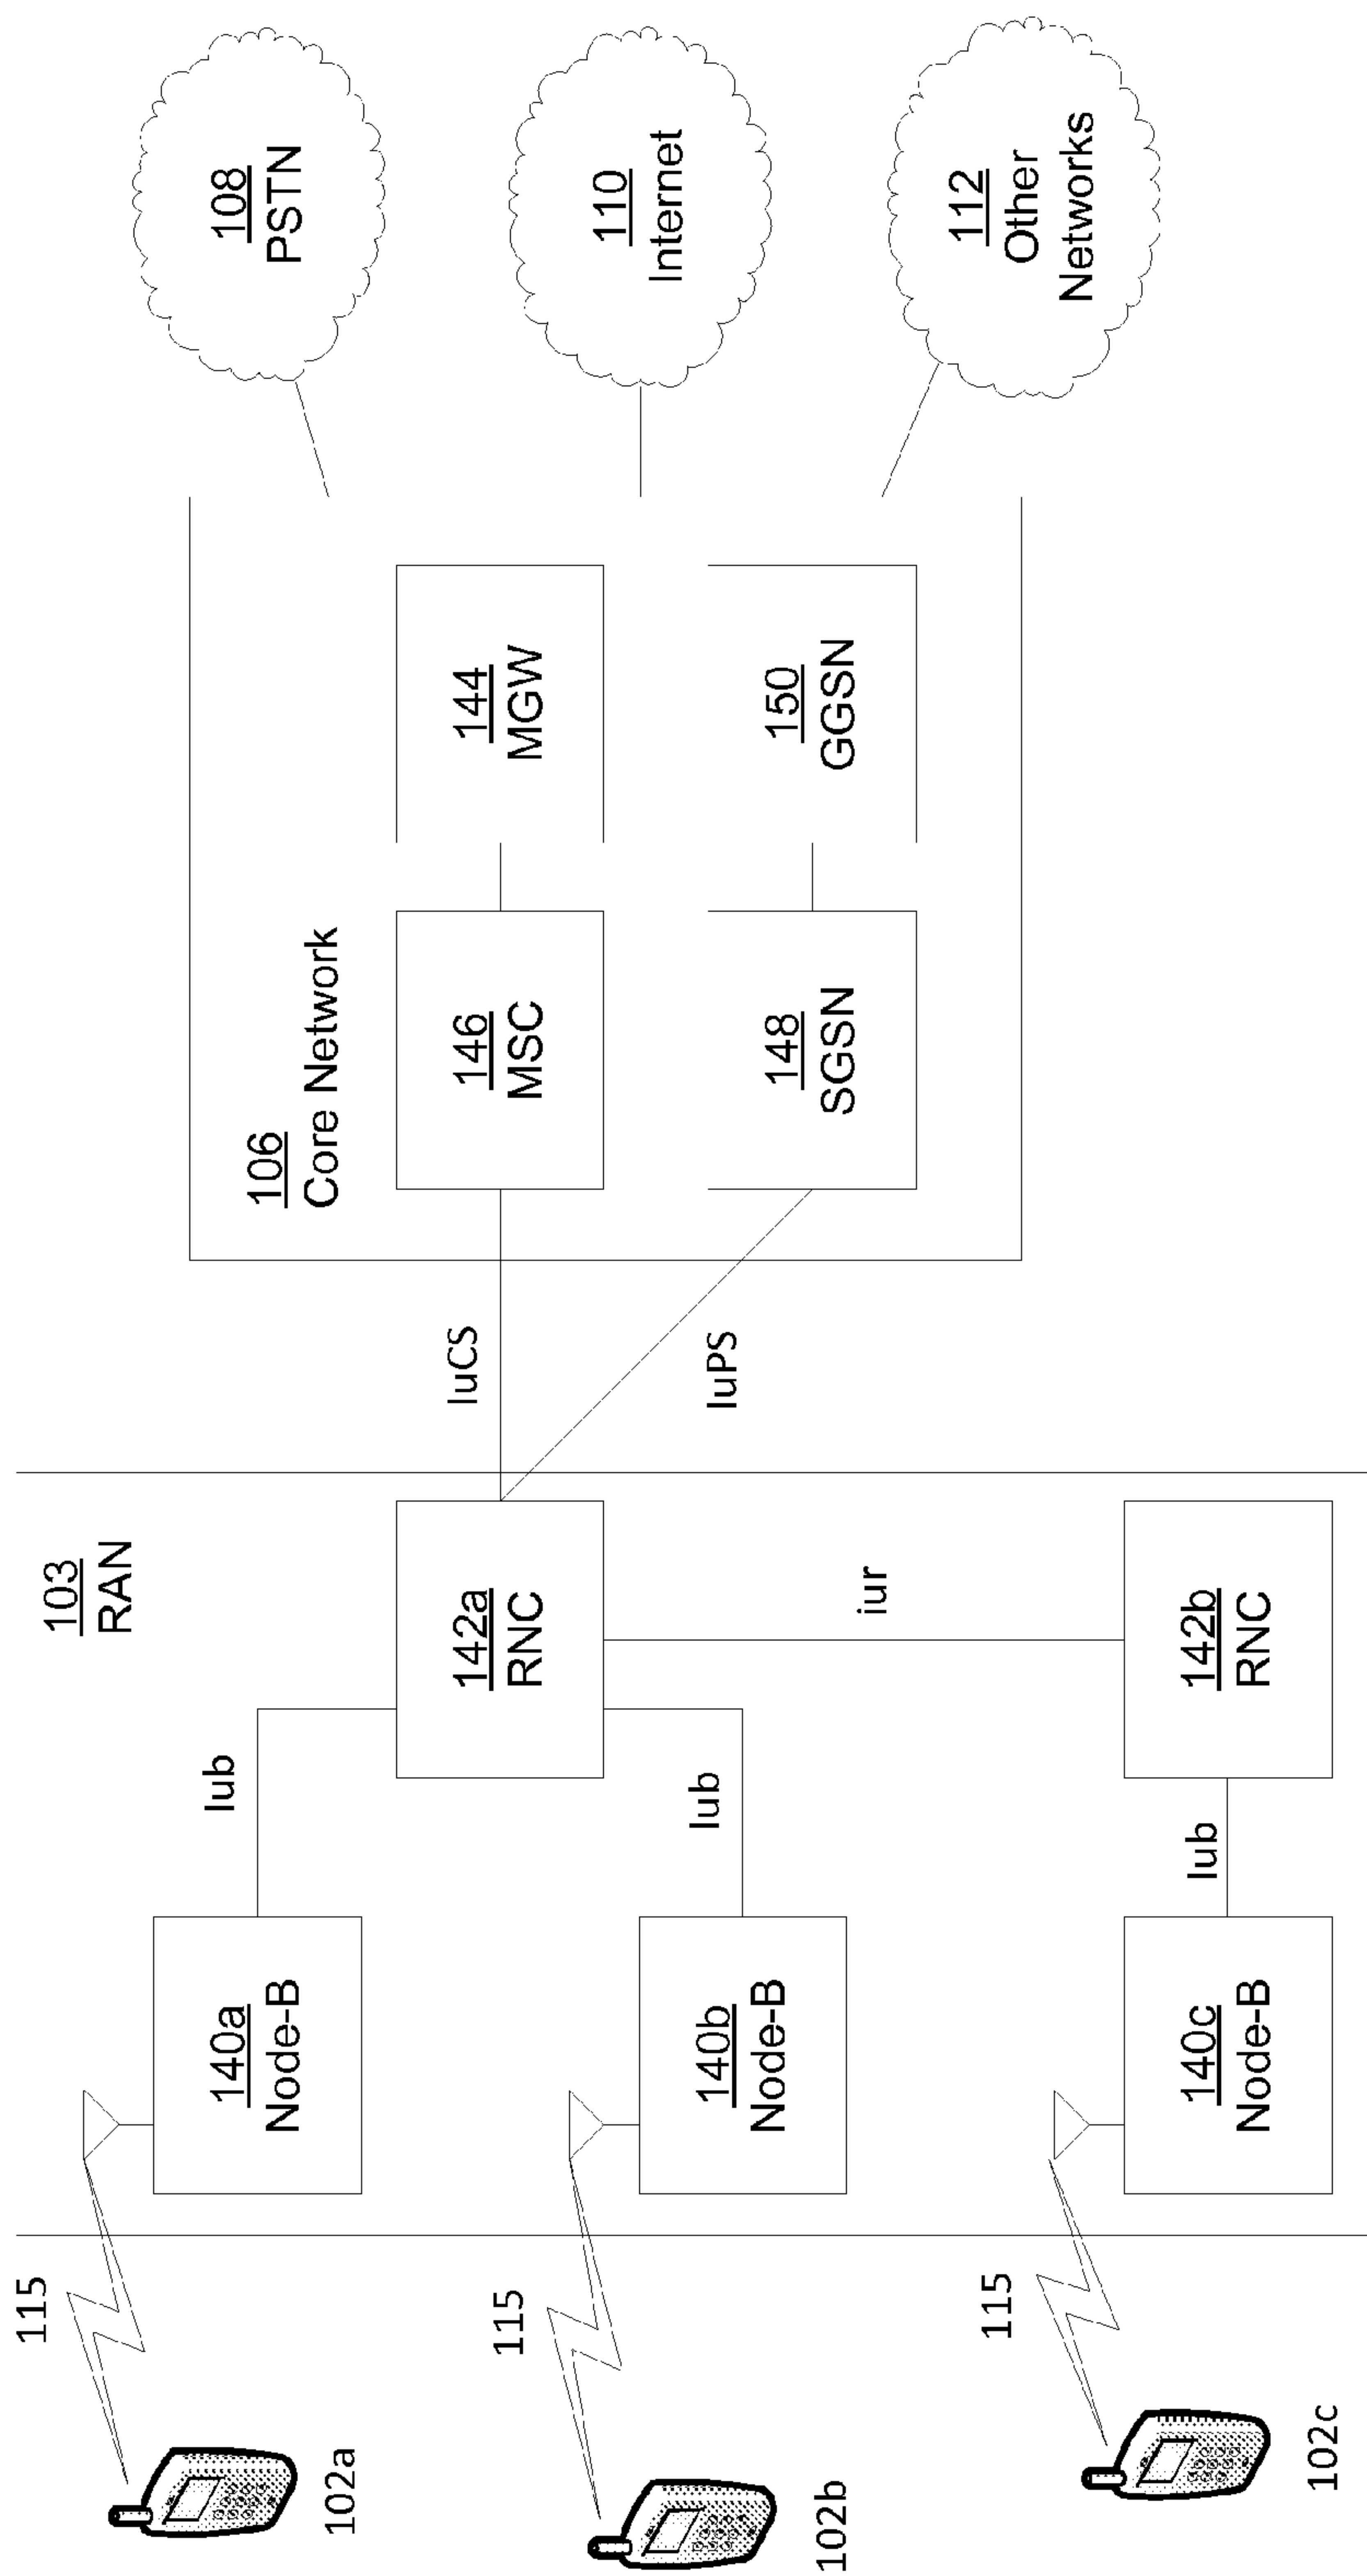 115
102a
140a
Node-B
Iub
103
RAN
115
102b
140b
Node-B
Iub
142a
RNC
IuCS
IuPS
iur
115
102c
140c
Node-B
Iub
142b
RNC
106
Core Network
146
MSC
144
MGW
148
SGSN
150
GGSN
108
PSTN
110
Internet
112
Other
Networks